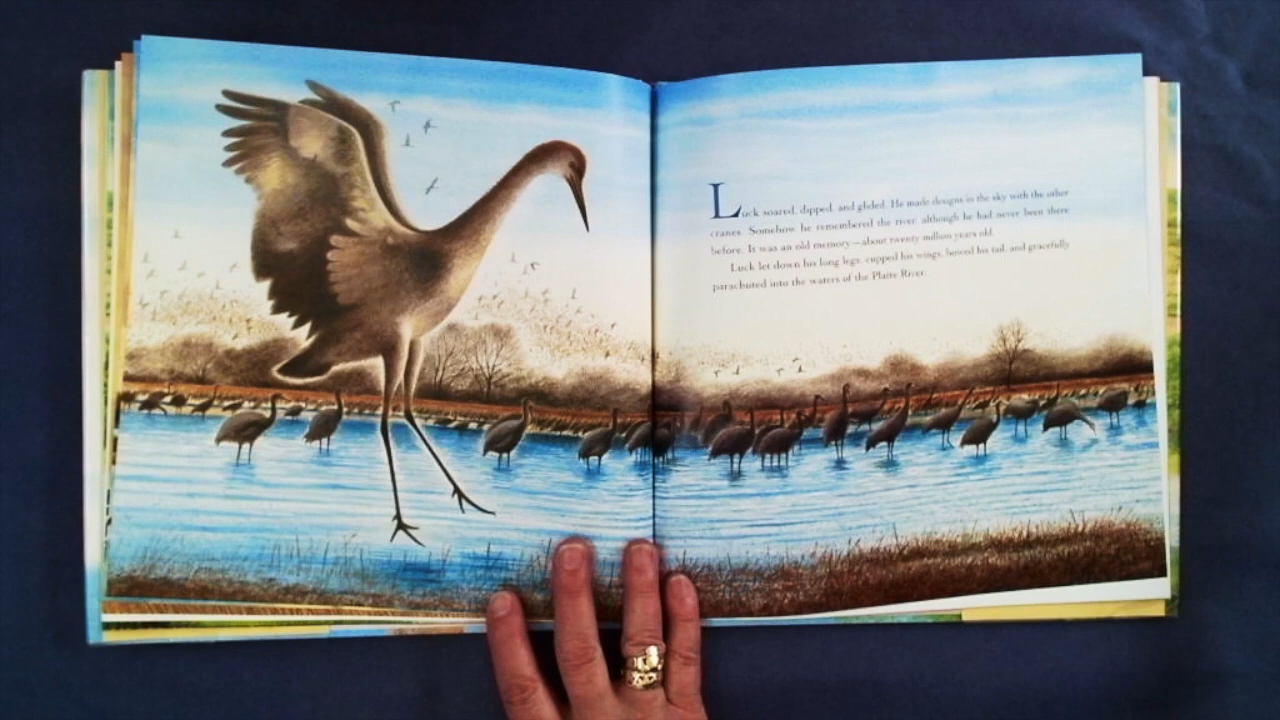 Luck soared, dipped, and glided. He made designs in the sky with the other
cranes. Somehow he remembered the river, although he had never been there
before. It was an old memory—about twenty million years old.
Luck let down his long legs, cupped his wings, bowed his tail, and gracefully
parachuted into the waters of the Platte River.